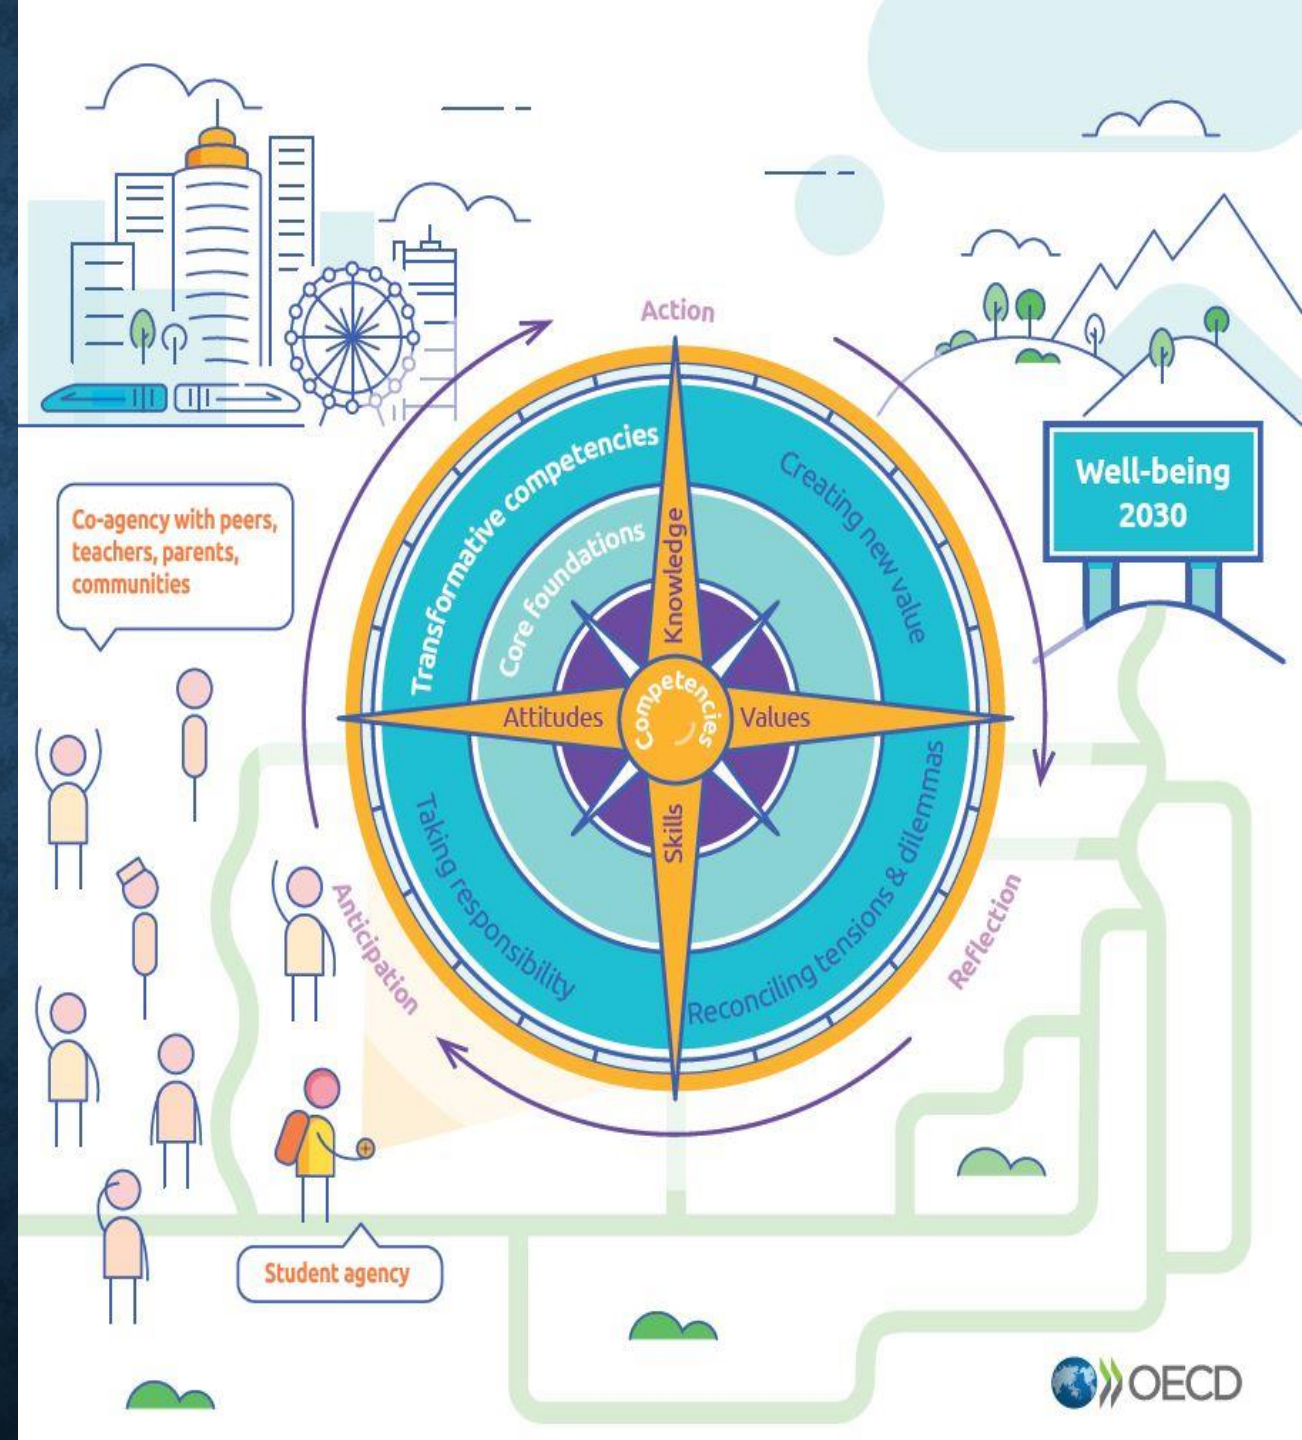 Action
Transformative competencies
Creating new value
Core foundations
Knowledge
Well-being
2030
Co-agency with peers,
teachers, parents,
communities
Attitudes
Competencies
Values
Skills
Taking responsibility
Reconciling tensions & dilemmas
Anticipation
Reflection
Student agency
OECD